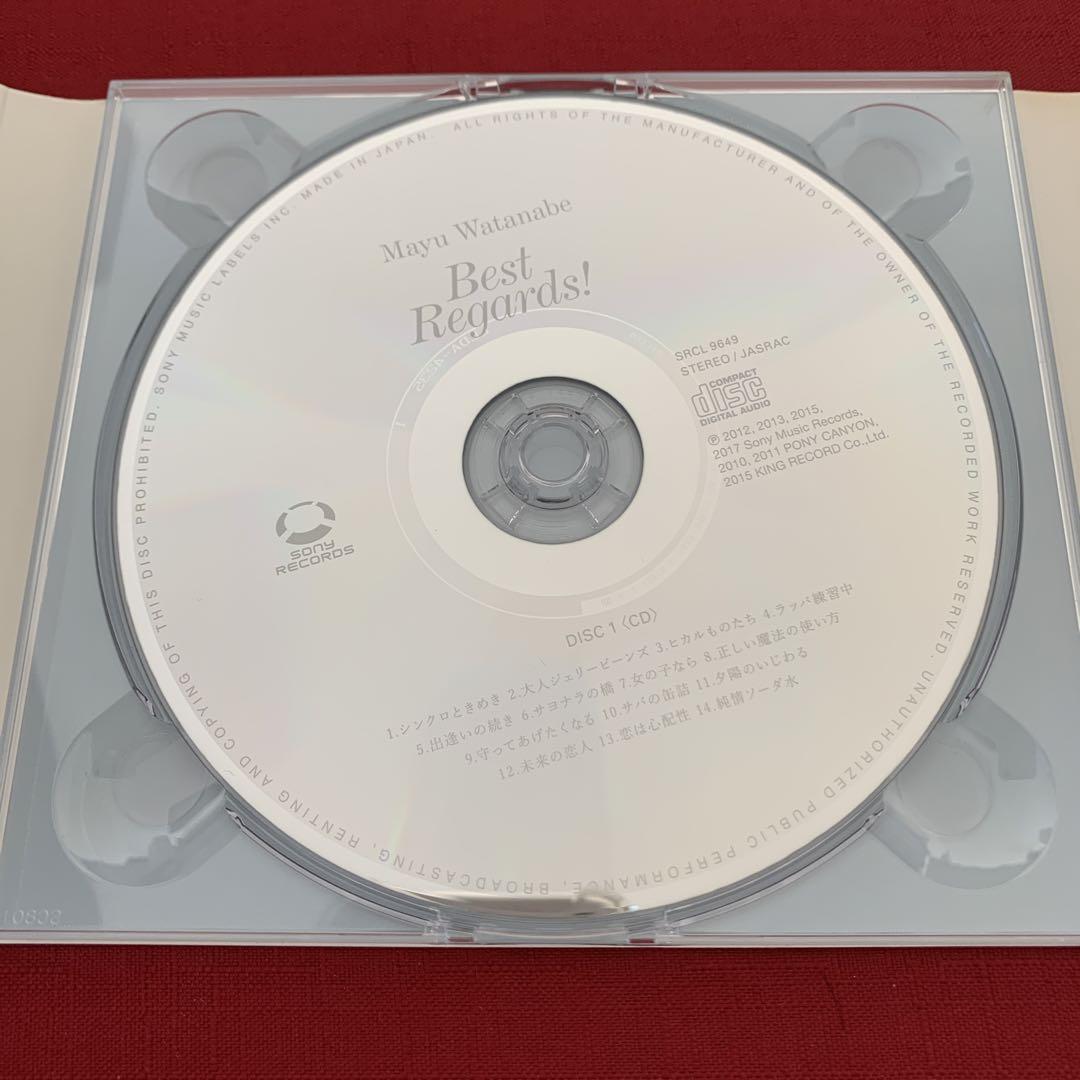 SONY MUSIC LABELS INC. MADE IN JAPAN. ALL RIGHTS OF THE MANUFACTURER AND OF THE OWNER OF THE RECORDED WORK RESERVED. UNAUTHORIZED PUBLIC PERFORMANCE, BROADCASTING, RENTING AND COPYING OF THIS DISC PROHIBITED.
Mayu Watanabe
Best
Regards!
SRCL 9649
STEREO / JASRAC
COMPACT
disc
DIGITAL AUDIO
℗ 2012, 2013, 2015,
2017 Sony Music Records,
2010, 2011 PONY CANYON,
2015 KING RECORD Co.,Ltd.
SONY
RECORDS
DISC 1〈CD〉
1.シンクロときめき 2.大人ジェリービーンズ 3.ヒカルものたち 4.ラッパ練習中
5.出逢いの続き 6.サヨナラの橋 7.女の子なら 8.正しい魔法の使い方
9.守ってあげたくなる 10.サバの缶詰 11.夕陽のいじわる
12.未来の恋人 13.恋は心配性 14.純情ソーダ水